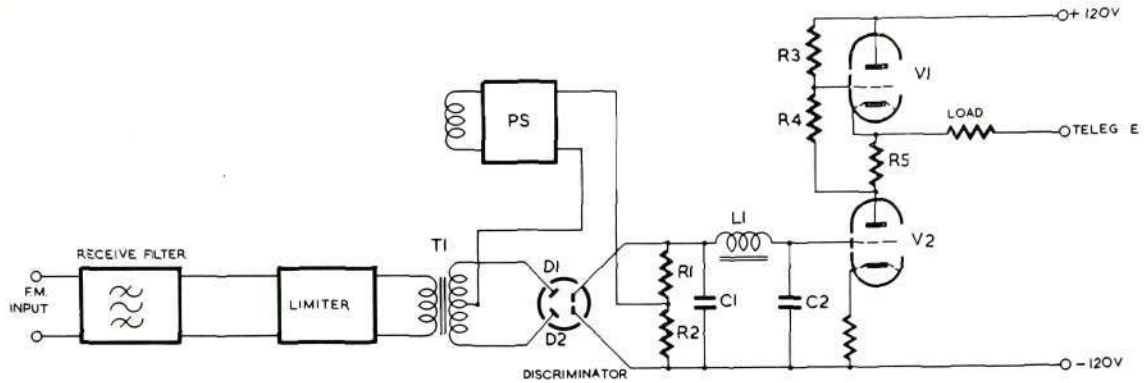 +120V
R3
V1
PS
R4
LOAD
TELEG E
R5
L1
T1
V2
RECEIVE FILTER
D1
R1
F.M.
INPUT
LIMITER
C1
C2
D2
R2
DISCRIMINATOR
-120V